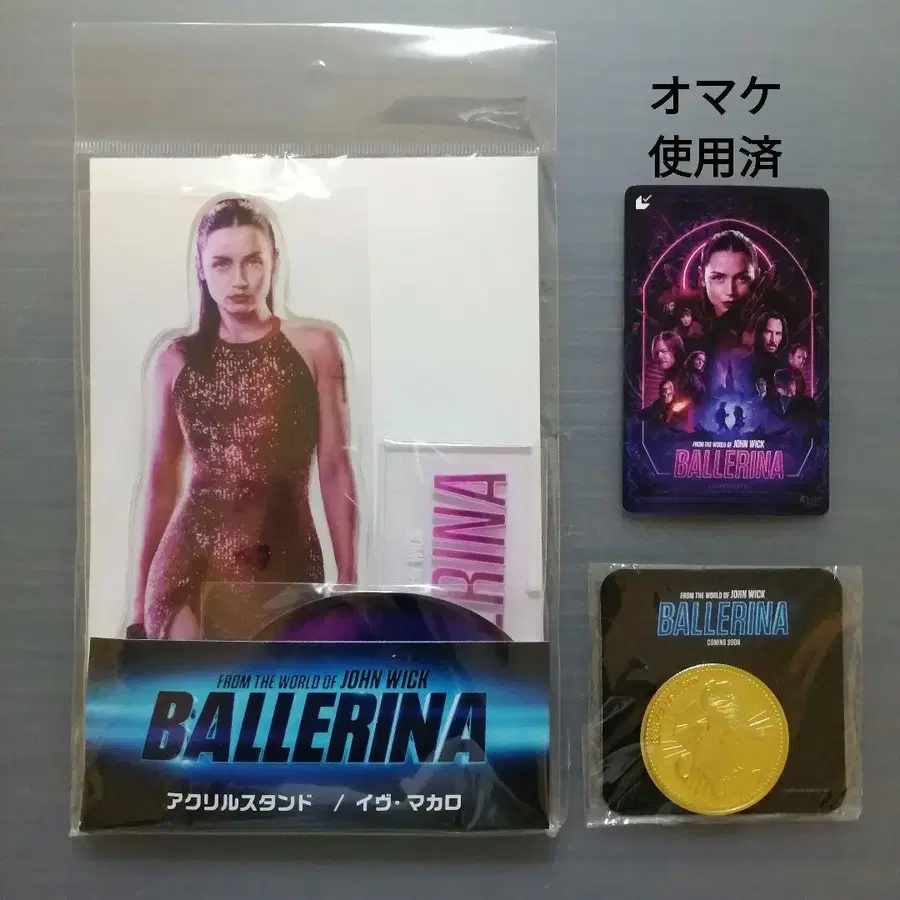 オマケ
使用済
FROM THE WORLD OF JOHN WICK
BALLERINA
FROM THE WORLD OF JOHN WICK
BALLERINA
COMING SOON
FROM THE WORLD OF JOHN WICK
BALLERINA
アクリルスタンド / イヴ・マカロ